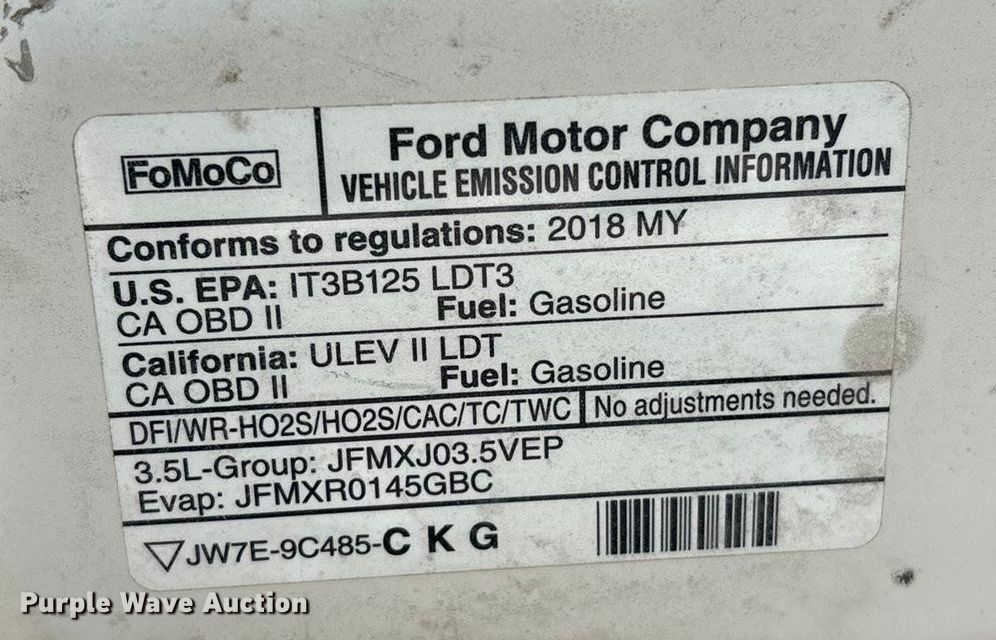 FoMoCo
Ford Motor Company
VEHICLE EMISSION CONTROL INFORMATION
Conforms to regulations: 2018 MY
U.S. EPA: IT3B125 LDT3
CA OBD II Fuel: Gasoline
California: ULEV II LDT
CA OBD II Fuel: Gasoline
DFI/WR-HO2S/HO2S/CAC/TC/TWC No adjustments needed.
3.5L-Group: JFMXJ03.5VEP
Evap: JFMXR0145GBC
JW7E-9C485-C K G
Purple Wave Auction